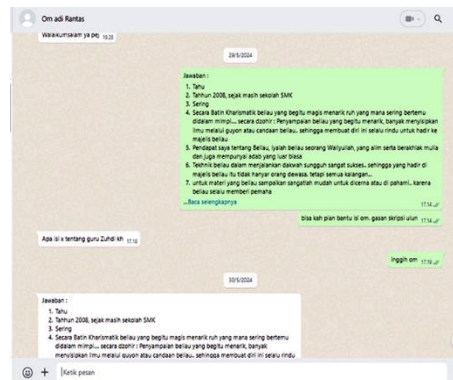 Om adi Rantas
Walaikumsalam ya pej 19.28
29/5/2024
Jawaban :
1. Tahu
2. Tahhun 2008, sejak masih sekolah SMK
3. Sering
4. Secara Batin Kharismatik beliau yang begitu magis menarik ruh yang mana sering bertemu
didalam mimpi... secara dzohir : Penyampaian beliau yang begitu menarik, banyak menyisipkan
ilmu melalui guyon atau candaan beliau. sehingga membuat diri ini selalu rindu untuk hadir ke
majelis beliau
5. Pendapat saya tentang Beliau, iyalah beliau seorang Waliyullah, yang alim serta berakhlak mulia
dan juga mempunyai adab yang luar biasa
6. Tekhnik beliau dalam menjalankan dakwah sungguh sangat sukses.. sehingga yang hadir di
majelis beliau itu tidak hanya orang dewasa, tetapi semua kalangan...
7. untuk materi yang beliau sampaikan sangatlah mudah untuk dicerna atau di pahami.. karena
beliau selalu memberi pemaha
...Baca selengkapnya 17.14
bisa kah pian bantu isi om. gasan skripsi ulun 17.14
Apa isi x tentang guru Zuhdi kh 17.18
inggih om 17.19
30/5/2024
Jawaban :
1. Tahu
2. Tahhun 2008, sejak masih sekolah SMK
3. Sering
4. Secara Batin Kharismatik beliau yang begitu magis menarik ruh yang mana sering bertemu
didalam mimpi... secara dzohir : Penyampaian beliau yang begitu menarik, banyak
menyisipkan ilmu melalui guyon atau candaan beliau. sehingga membuat diri ini selalu rindu
Ketik pesan